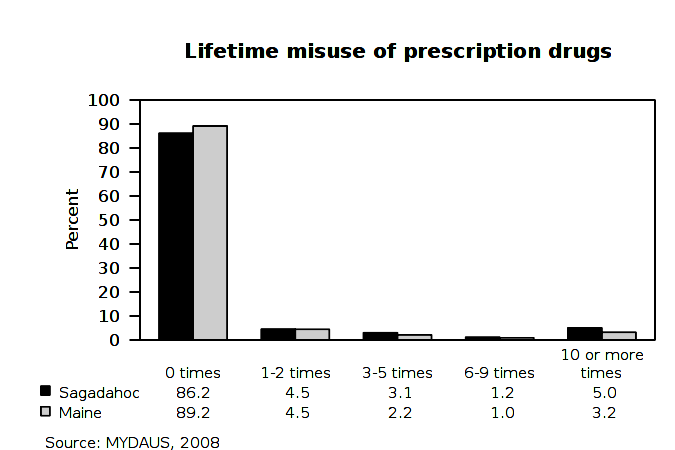 Lifetime misuse of prescription drugs
Percent
100
90
80
70
60
50
40
30
20
10
0
0 times 1-2 times 3-5 times 6-9 times 10 or more times
Sagadahoc 86.2 4.5 3.1 1.2 5.0
Maine 89.2 4.5 2.2 1.0 3.2
Source: MYDAUS, 2008